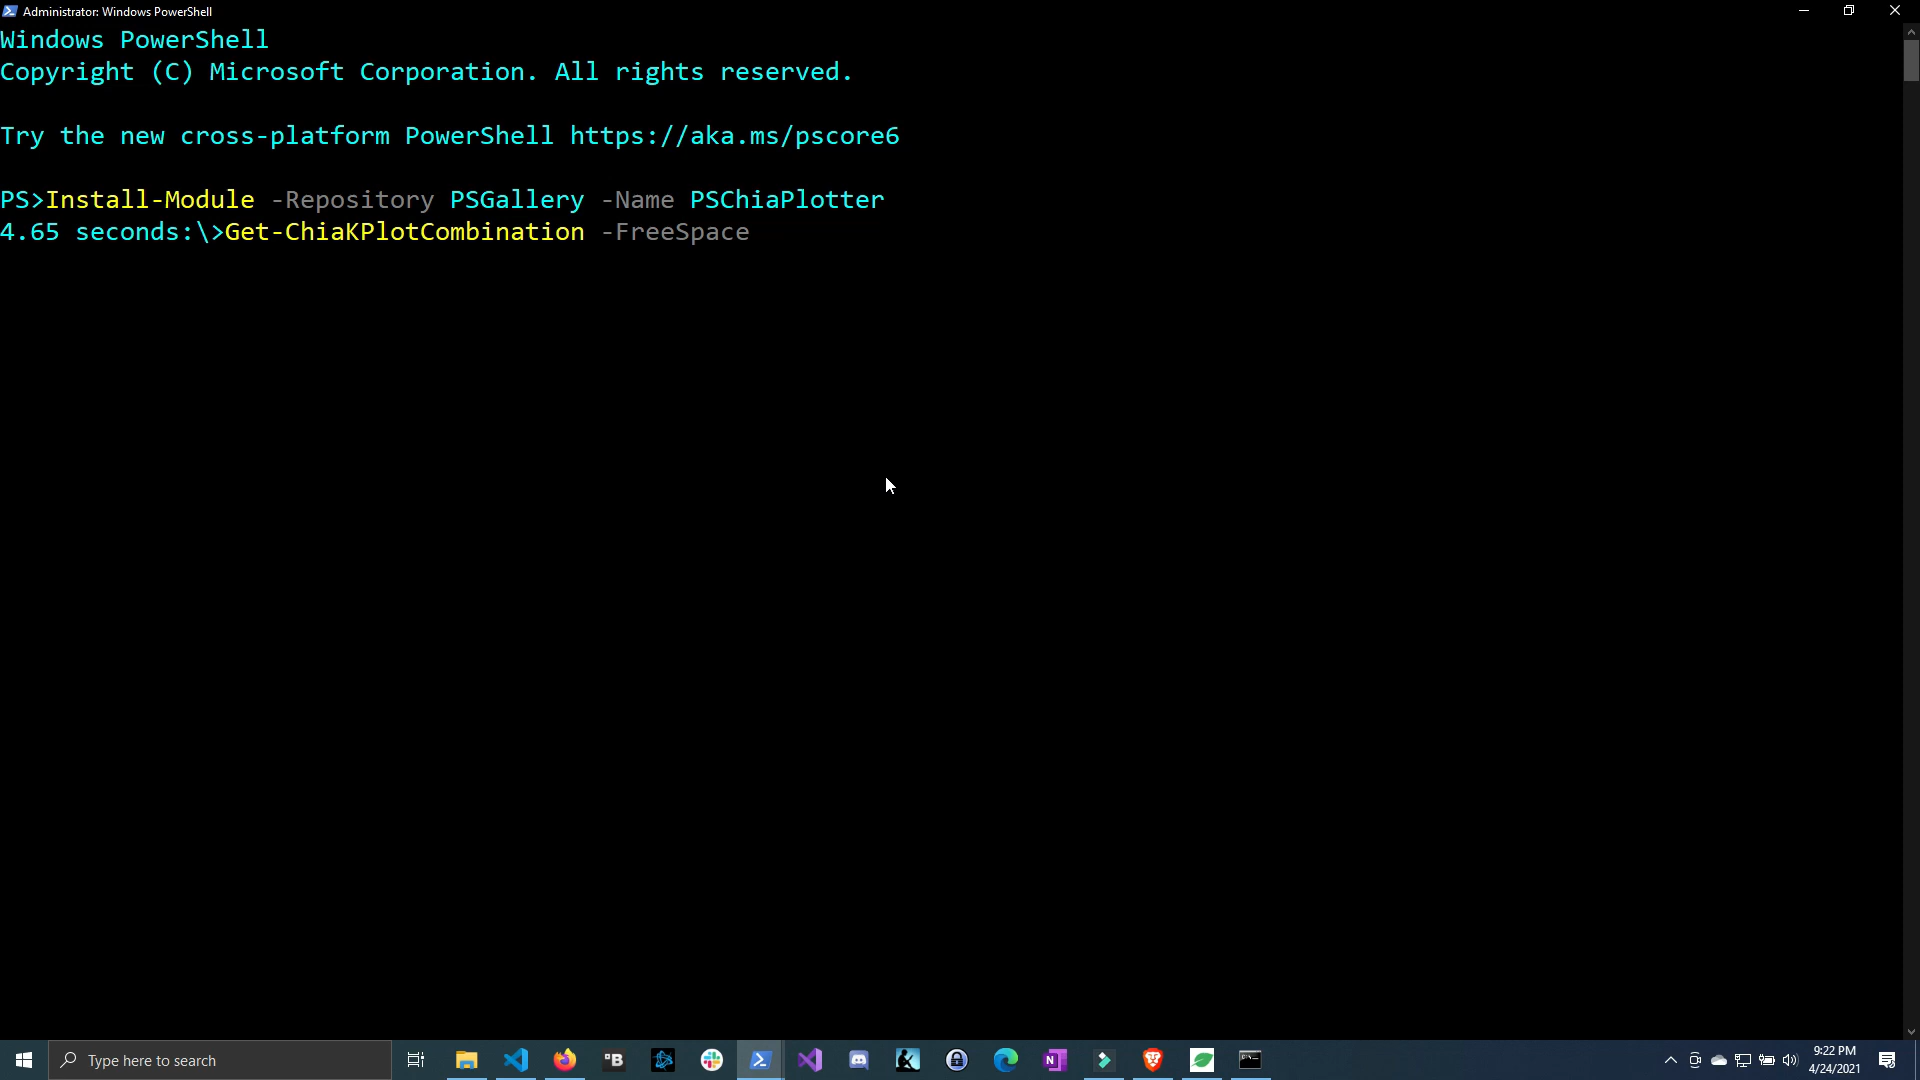 Administrator: Windows PowerShell
Windows PowerShell
Copyright (C) Microsoft Corporation. All rights reserved.
Try the new cross-platform PowerShell https://aka.ms/pscore6
PS>Install-Module -Repository PSGallery -Name PSChiaPlotter
4.65 seconds:\>Get-ChiaKPlotCombination -FreeSpace
Type here to search
9:22 PM
4/24/2021